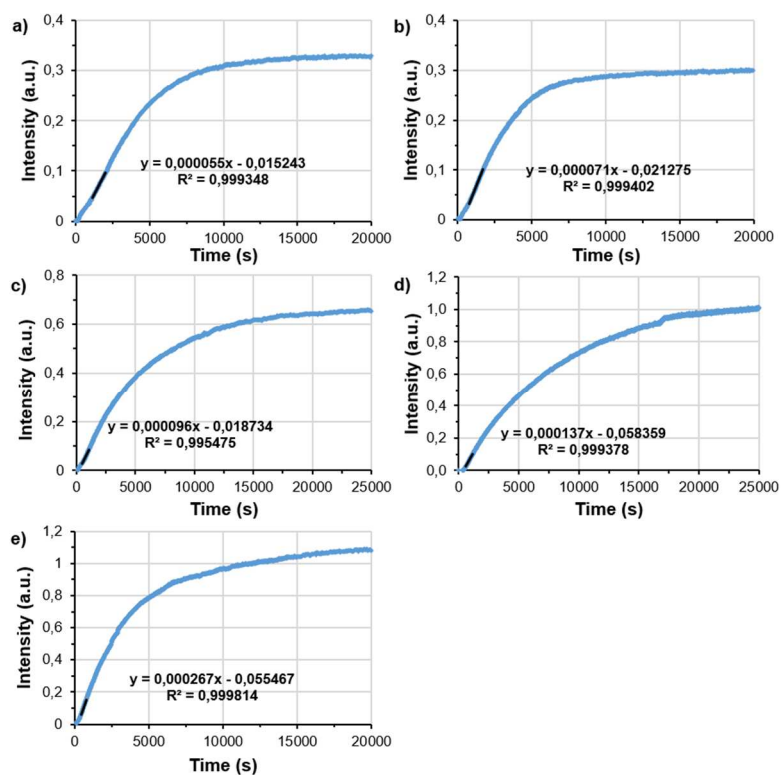 a)
0,4
0,3
0,2
0,1
0
Intensity (a.u.)
y = 0,000055x - 0,015243
R² = 0,999348
0 5000 10000 15000 20000
Time (s)
b)
0,4
0,3
0,2
0,1
0
Intensity (a.u.)
y = 0,000071x - 0,021275
R² = 0,999402
0 5000 10000 15000 20000
Time (s)
c)
0,8
0,6
0,4
0,2
0
Intensity (a.u.)
y = 0,000096x - 0,018734
R² = 0,995475
0 5000 10000 15000 20000 25000
Time (s)
d)
1,2
1,0
0,8
0,6
0,4
0,2
0,0
Intensity (a.u.)
y = 0,000137x - 0,058359
R² = 0,999378
0 5000 10000 15000 20000 25000
Time (s)
e)
1,2
1
0,8
0,6
0,4
0,2
0
Intensity (a.u.)
y = 0,000267x - 0,055467
R² = 0,999814
0 5000 10000 15000 20000
Time (s)